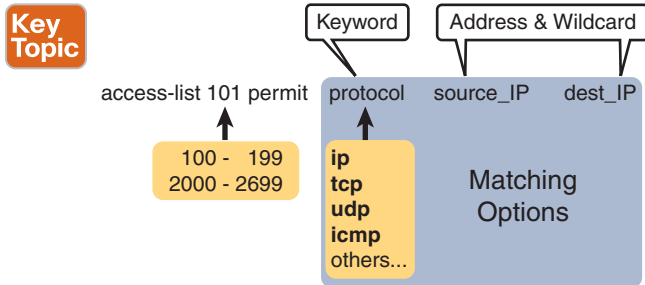 Key
Topic
Keyword
Address & Wildcard
access-list 101 permit protocol source_IP dest_IP
100 - 199
2000 - 2699
ip
tcp
udp
icmp
others...
Matching
Options